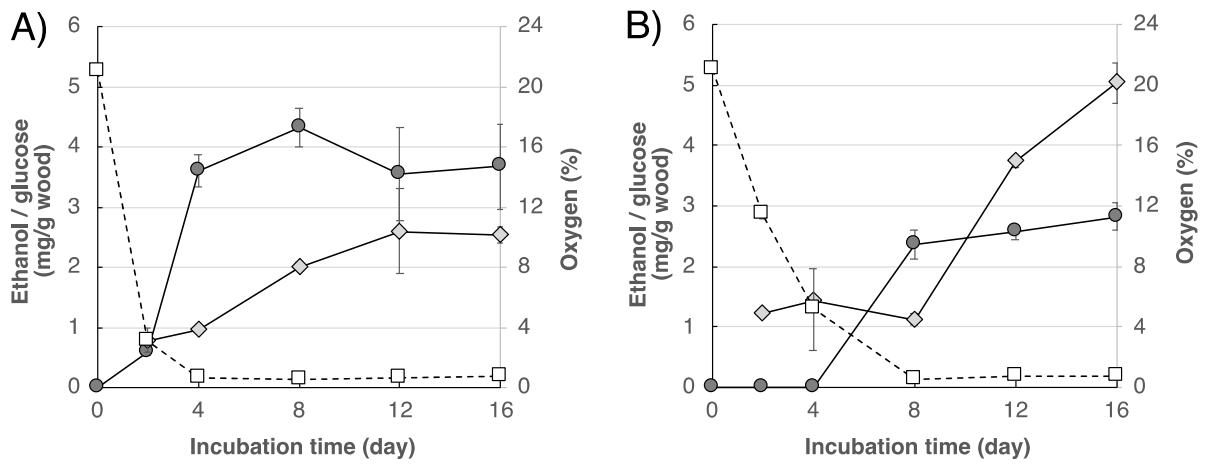 A)
6
5
4
3
2
1
0
Ethanol / glucose
(mg/g wood)
24
20
16
12
8
4
0
Oxygen (%)
0 4 8 12 16
Incubation time (day)
B)
6
5
4
3
2
1
0
Ethanol / glucose
(mg/g wood)
24
20
16
12
8
4
0
Oxygen (%)
0 4 8 12 16
Incubation time (day)